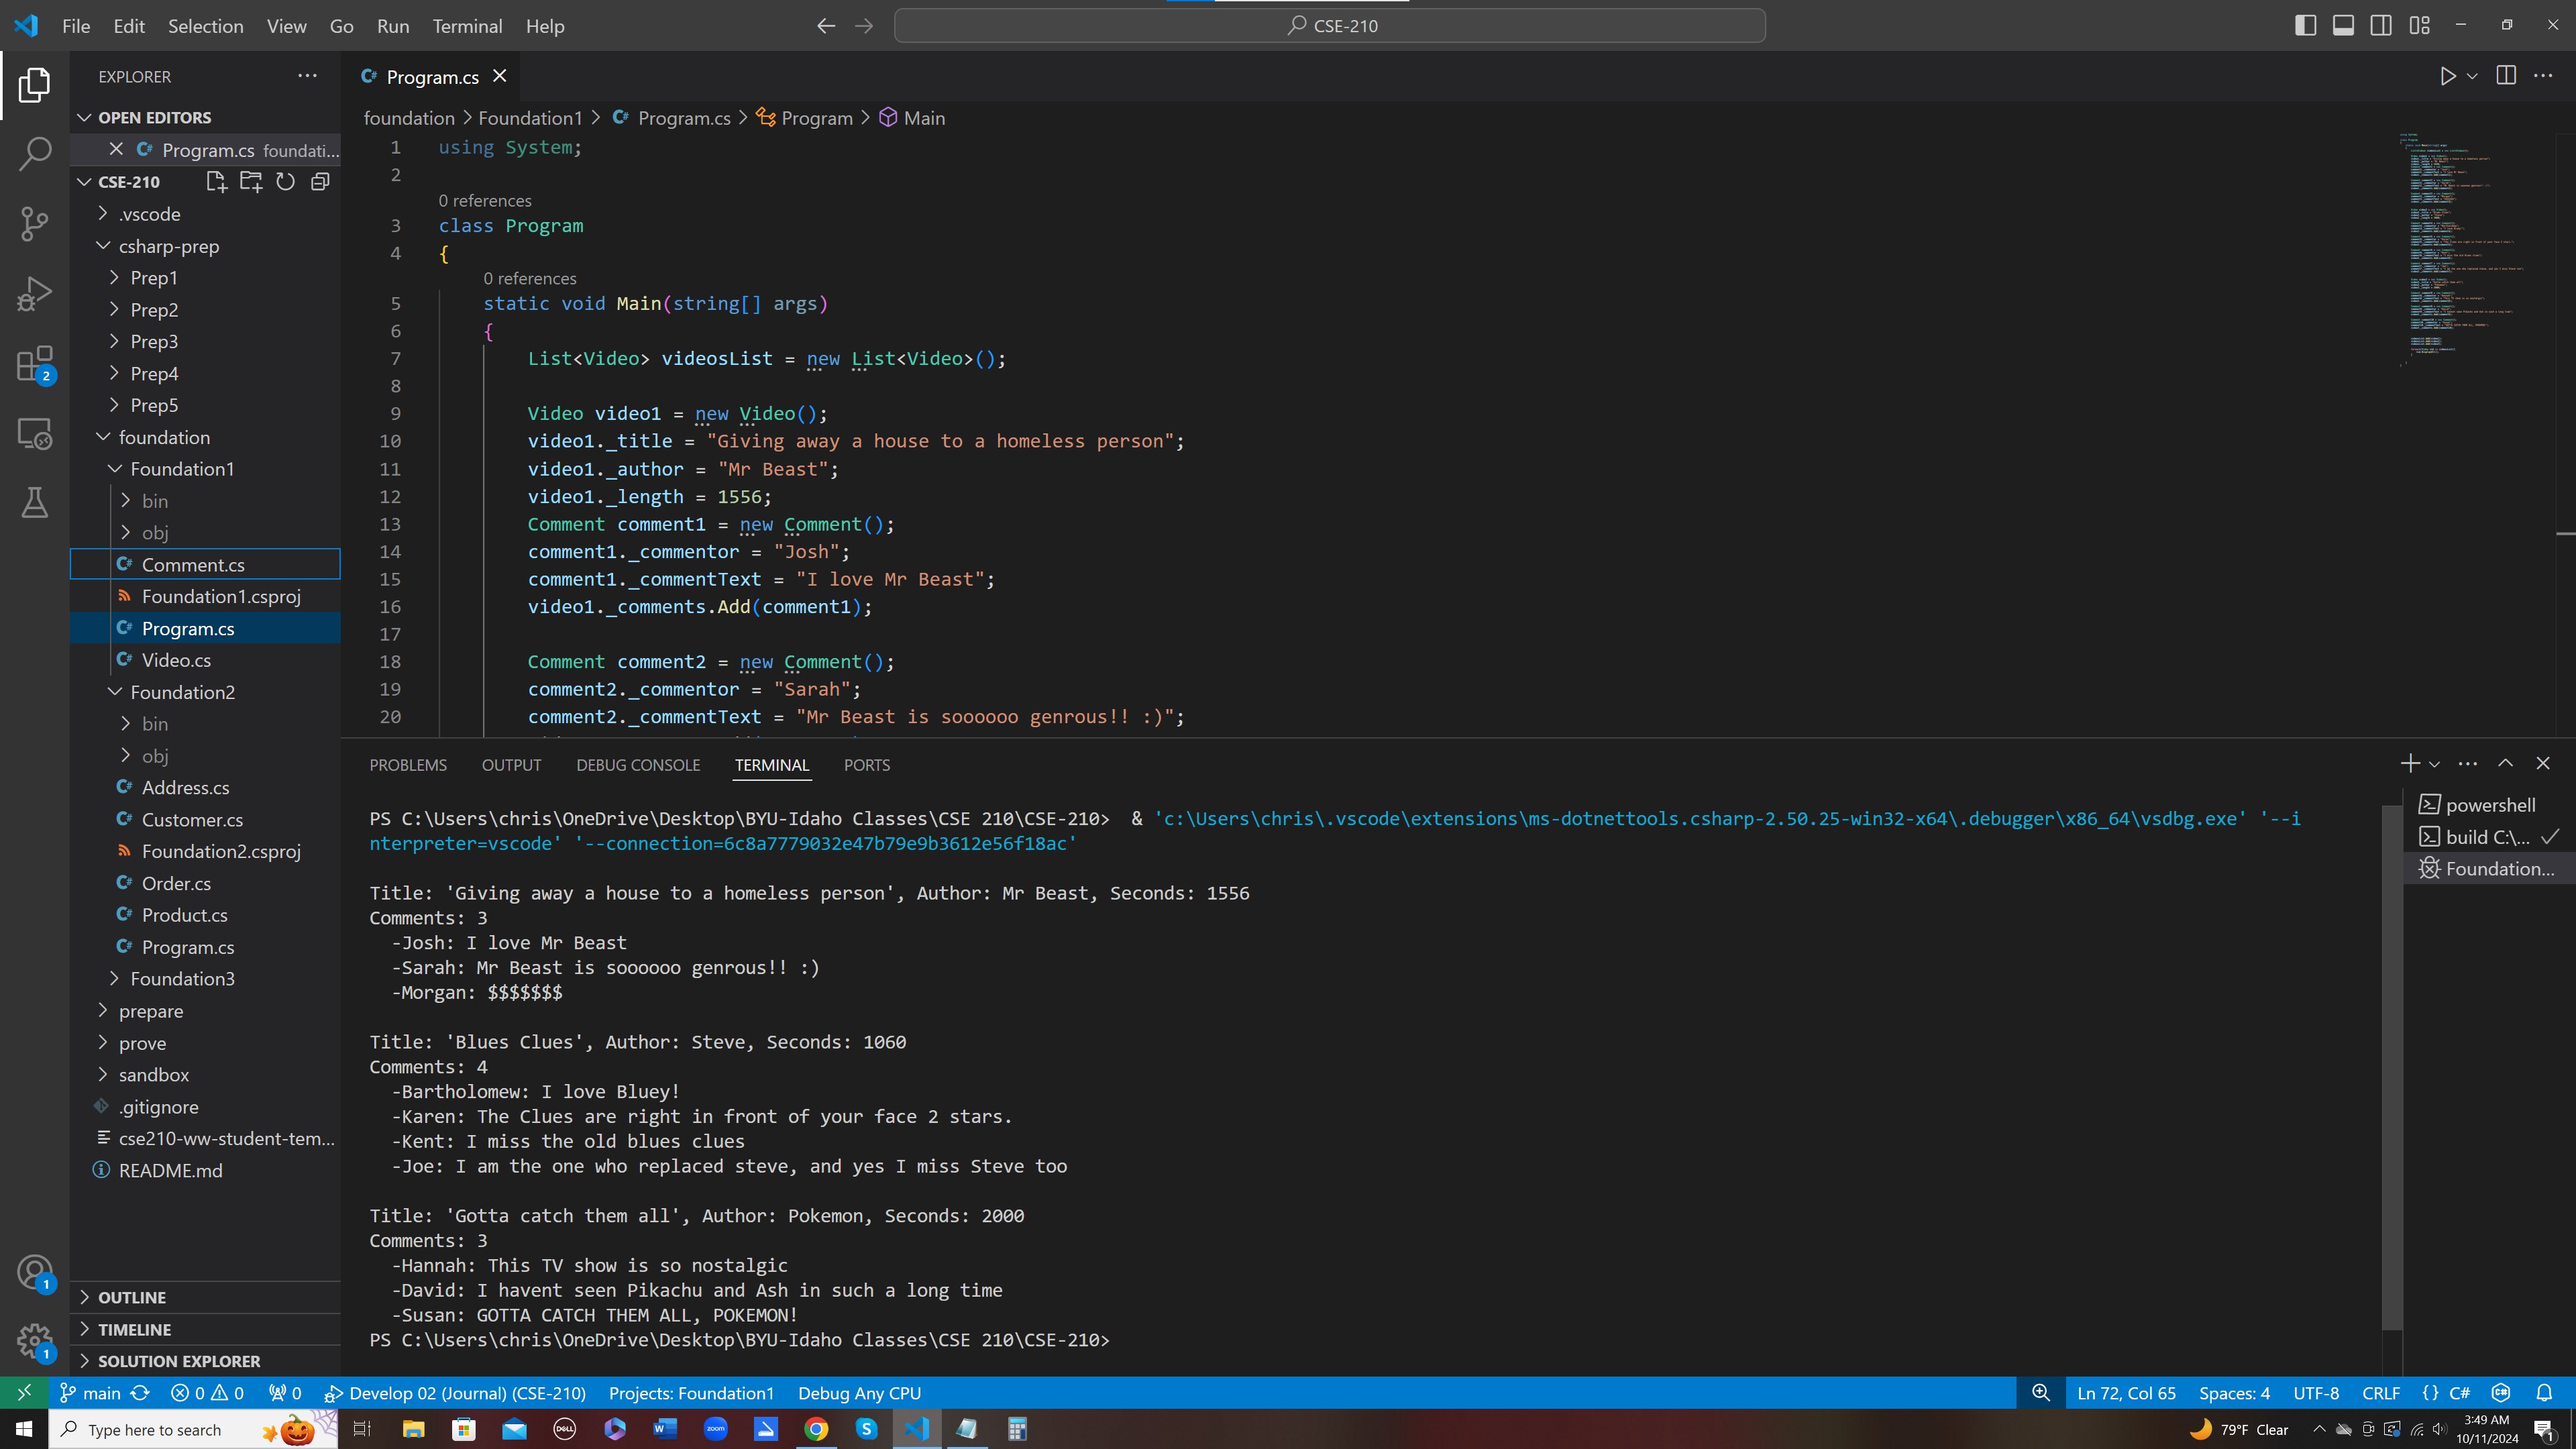 File Edit Selection View Go Run Terminal Help
CSE-210
EXPLORER
OPEN EDITORS
Program.cs foundati...
CSE-210
.vscode
csharp-prep
Prep1
Prep2
Prep3
Prep4
Prep5
foundation
Foundation1
bin
obj
Comment.cs
Foundation1.csproj
Program.cs
Video.cs
Foundation2
bin
obj
Address.cs
Customer.cs
Foundation2.csproj
Order.cs
Product.cs
Program.cs
Foundation3
prepare
prove
sandbox
.gitignore
cse210-ww-student-tem...
README.md
OUTLINE
TIMELINE
SOLUTION EXPLORER
2
1
1
Program.cs
foundation > Foundation1 > Program.cs > Program > Main
1 using System;
2
0 references
3 class Program
4 {
0 references
5 static void Main(string[] args)
6 {
7 List<Video> videosList = new List<Video>();
8
9 Video video1 = new Video();
10 video1._title = "Giving away a house to a homeless person";
11 video1._author = "Mr Beast";
12 video1._length = 1556;
13 Comment comment1 = new Comment();
14 comment1._commentor = "Josh";
15 comment1._commentText = "I love Mr Beast";
16 video1._comments.Add(comment1);
17
18 Comment comment2 = new Comment();
19 comment2._commentor = "Sarah";
20 comment2._commentText = "Mr Beast is soooooo genrous!! :)";
PROBLEMS OUTPUT DEBUG CONSOLE TERMINAL PORTS
PS C:\Users\chris\OneDrive\Desktop\BYU-Idaho Classes\CSE 210\CSE-210> & 'c:\Users\chris\.vscode\extensions\ms-dotnettools.csharp-2.50.25-win32-x64\.debugger\x86_64\vsdbg.exe' '--i
nterpreter=vscode' '--connection=6c8a7779032e47b79e9b3612e56f18ac'
Title: 'Giving away a house to a homeless person', Author: Mr Beast, Seconds: 1556
Comments: 3
-Josh: I love Mr Beast
-Sarah: Mr Beast is soooooo genrous!! :)
-Morgan: $$$$$$$
Title: 'Blues Clues', Author: Steve, Seconds: 1060
Comments: 4
-Bartholomew: I love Bluey!
-Karen: The Clues are right in front of your face 2 stars.
-Kent: I miss the old blues clues
-Joe: I am the one who replaced steve, and yes I miss Steve too
Title: 'Gotta catch them all', Author: Pokemon, Seconds: 2000
Comments: 3
-Hannah: This TV show is so nostalgic
-David: I havent seen Pikachu and Ash in such a long time
-Susan: GOTTA CATCH THEM ALL, POKEMON!
PS C:\Users\chris\OneDrive\Desktop\BYU-Idaho Classes\CSE 210\CSE-210>
powershell
build C:\...
Foundation...
main 0 0 0 Develop 02 (Journal) (CSE-210) Projects: Foundation1 Debug Any CPU Ln 72, Col 65 Spaces: 4 UTF-8 CRLF {} C#
Type here to search
DELL
zoom
79°F Clear
3:49 AM
10/11/2024
1